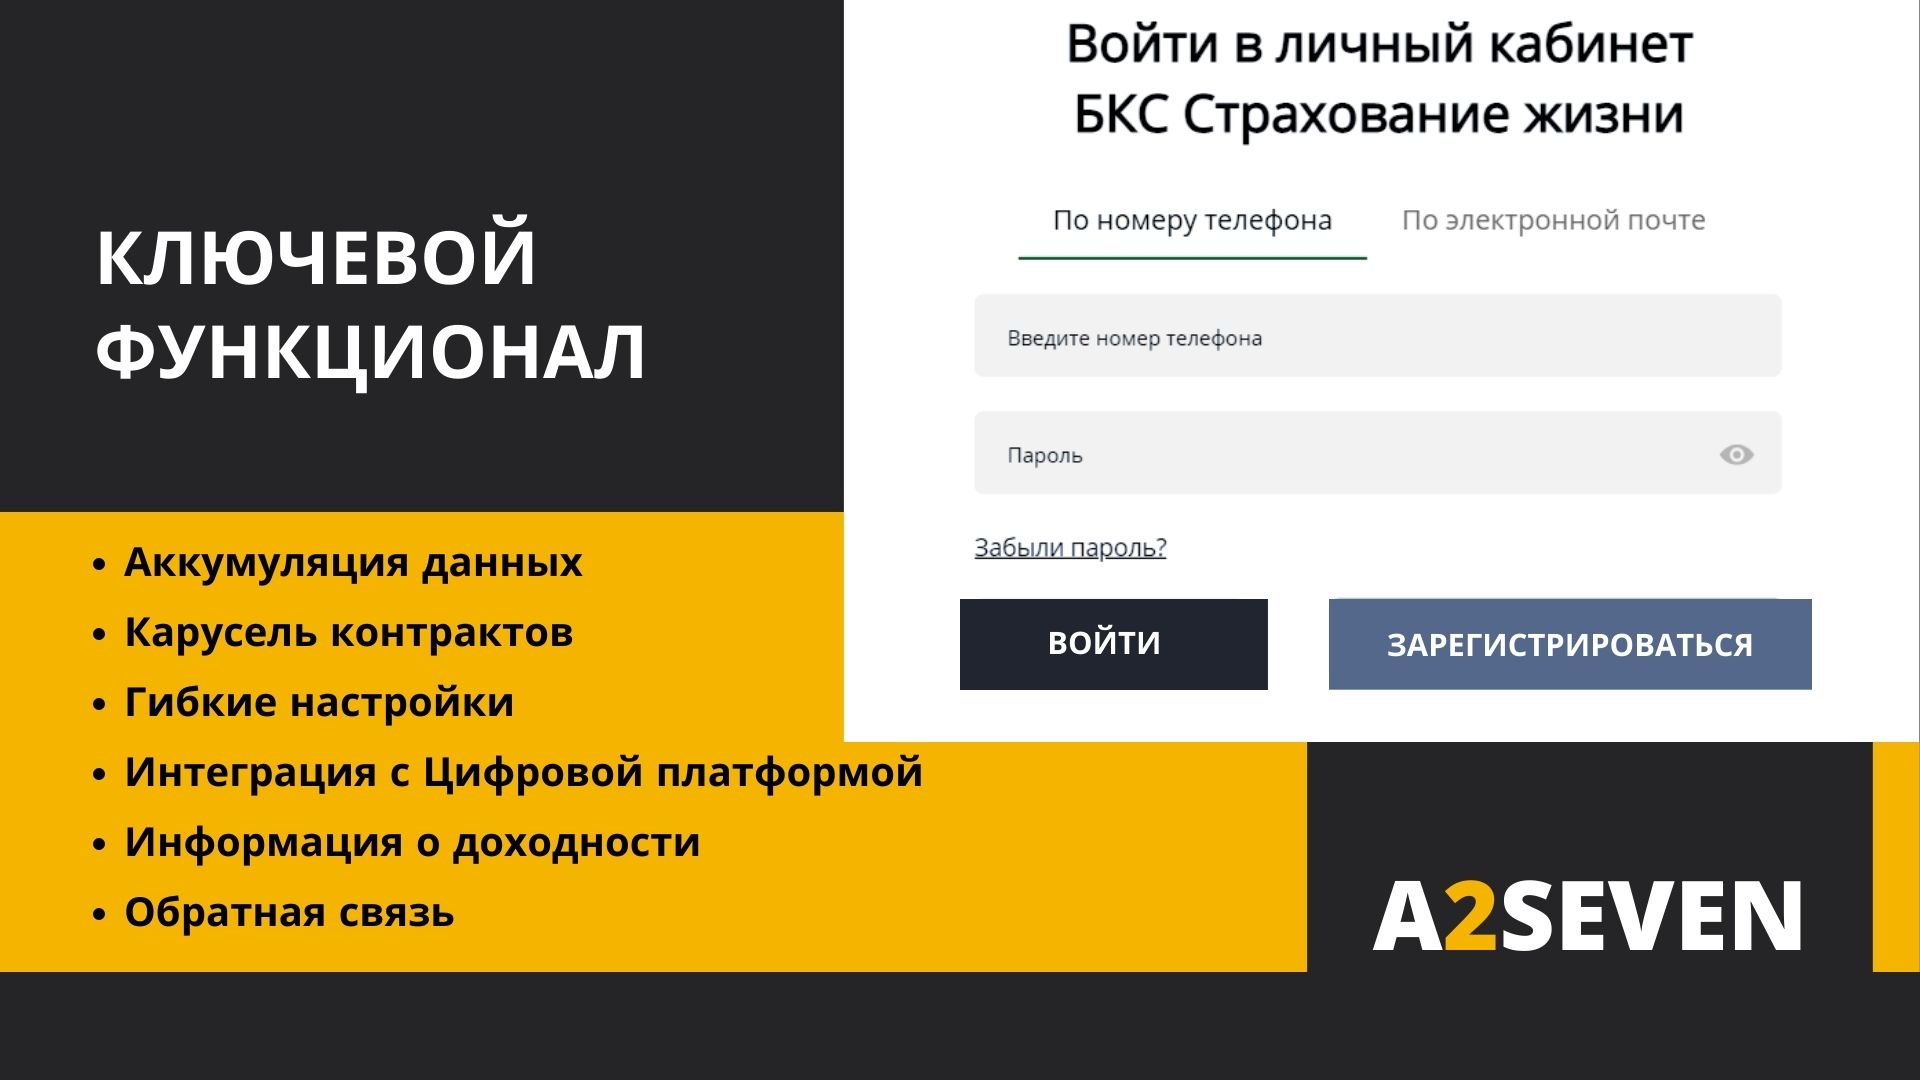 КЛЮЧЕВОЙ
ФУНКЦИОНАЛ
• Аккумуляция данных
• Карусель контрактов
• Гибкие настройки
• Интеграция с Цифровой платформой
• Информация о доходности
• Обратная связь
Войти в личный кабинет
БКС Страхование жизни
По номеру телефона По электронной почте
Введите номер телефона
Пароль
Забыли пароль?
ВОЙТИ ЗАРЕГИСТРИРОВАТЬСЯ
A2SEVEN